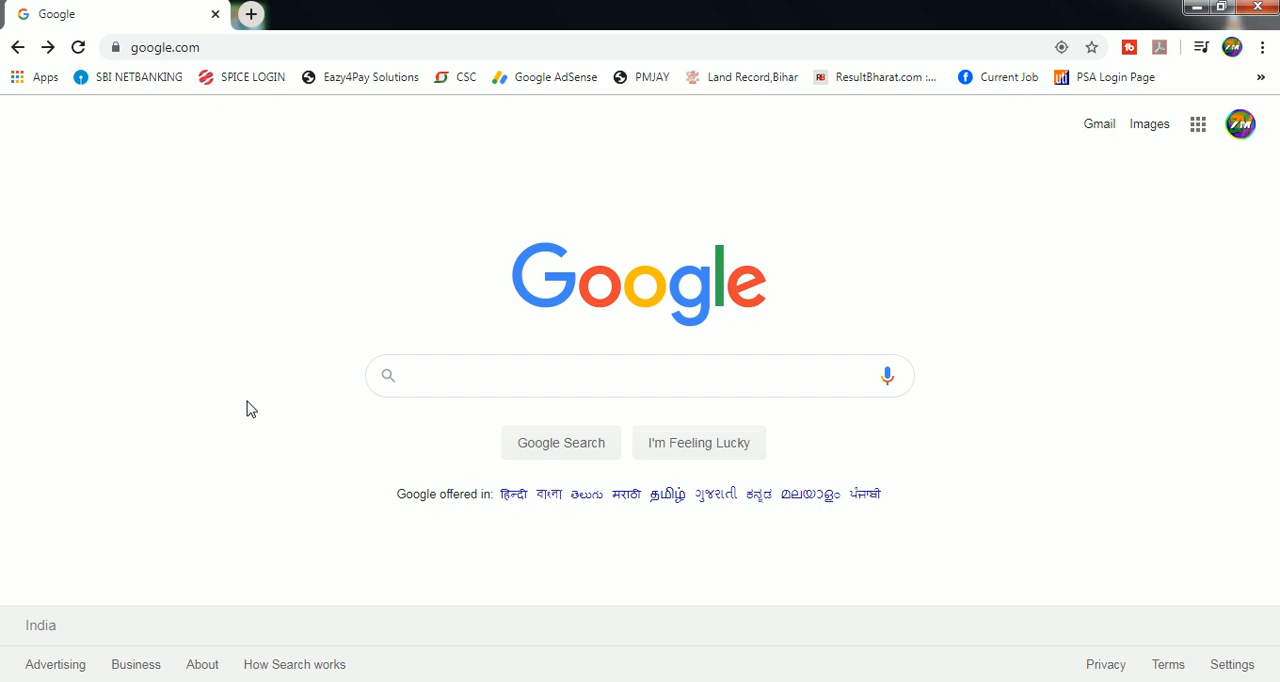 Google
google.com
Apps SBI NETBANKING SPICE LOGIN Eazy4Pay Solutions CSC Google AdSense PMJAY Land Record,Bihar ResultBharat.com :... Current Job PSA Login Page »
Gmail Images
Google
Google Search I'm Feeling Lucky
Google offered in: हिन्दी বাংলা తెలుగు मराठी தமிழ் ગુજરાતી ಕನ್ನಡ മലയാളം ਪੰਜਾਬੀ
India
Advertising Business About How Search works Privacy Terms Settings